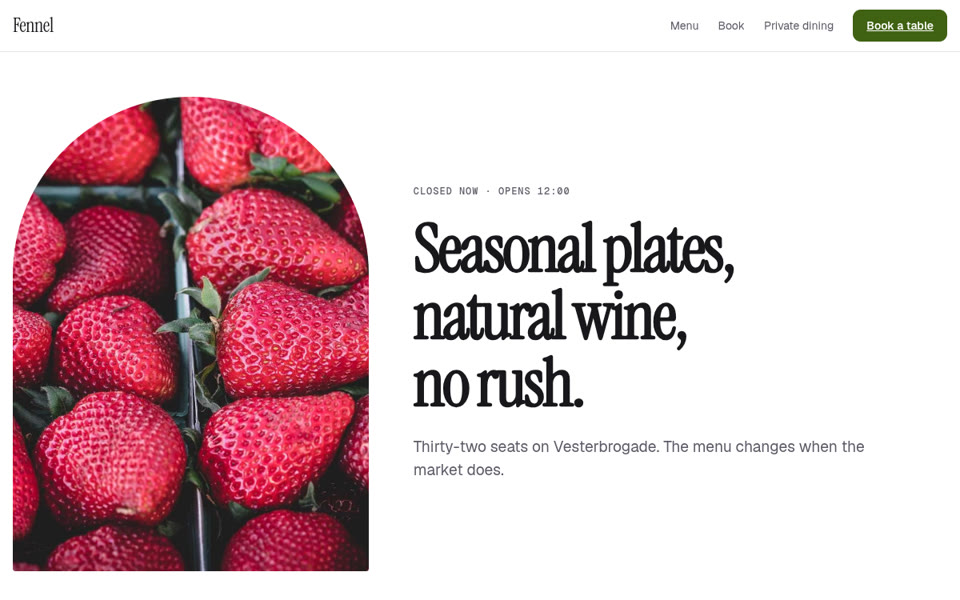 Fennel
Menu
Book
Private dining
Book a table
CLOSED NOW · OPENS 12:00
Seasonal plates,
natural wine,
no rush.
Thirty-two seats on Vesterbrogade. The menu changes when the
market does.